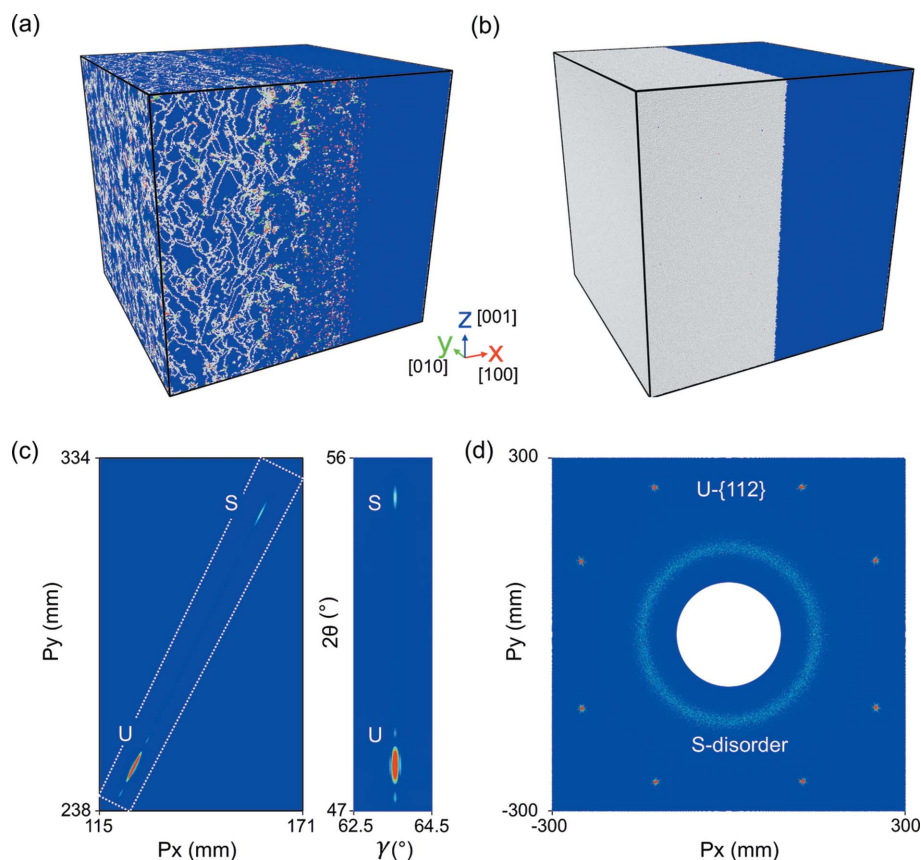 (a)
(b)
z [001]
y
[010]
x
[100]
(c)
334
S
Py (mm)
U
238
115
171
Px (mm)
56
S
2θ (°)
U
47
62.5
64.5
γ(°)
(d)
300
U-{112}
Py (mm)
S-disorder
-300
-300
300
Px (mm)